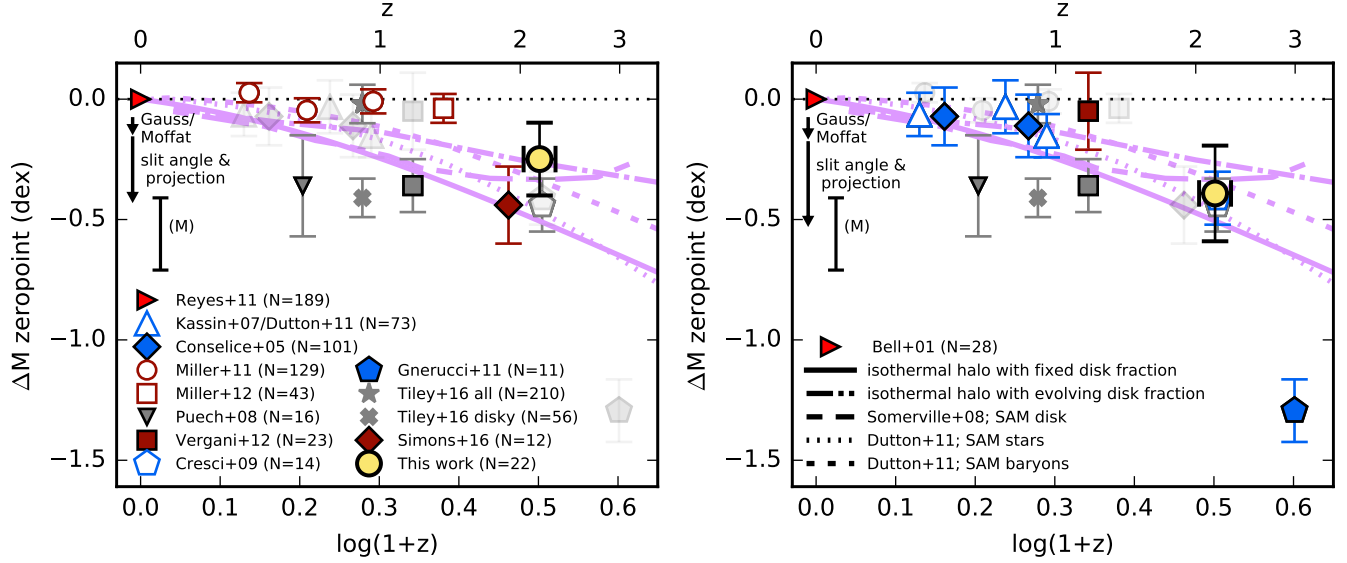 z
0 1 2 3
0.0
−0.5
−1.0
−1.5
ΔM zeropoint (dex)
Gauss/
Moffat
slit angle &
projection
(M)
Reyes+11 (N=189)
Kassin+07/Dutton+11 (N=73)
Conselice+05 (N=101)
Miller+11 (N=129)
Miller+12 (N=43)
Puech+08 (N=16)
Vergani+12 (N=23)
Cresci+09 (N=14)
Gnerucci+11 (N=11)
Tiley+16 all (N=210)
Tiley+16 disky (N=56)
Simons+16 (N=12)
This work (N=22)
0.0 0.1 0.2 0.3 0.4 0.5 0.6
log(1+z)
z
0 1 2 3
0.0
−0.5
−1.0
−1.5
ΔM zeropoint (dex)
Gauss/
Moffat
slit angle &
projection
(M)
Bell+01 (N=28)
isothermal halo with fixed disk fraction
isothermal halo with evolving disk fraction
Somerville+08; SAM disk
Dutton+11; SAM stars
Dutton+11; SAM baryons
0.0 0.1 0.2 0.3 0.4 0.5 0.6
log(1+z)